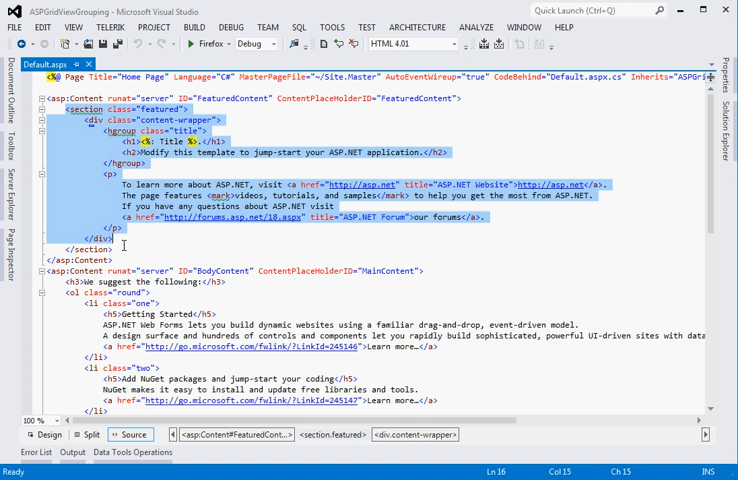 ASPGridViewGrouping - Microsoft Visual Studio
Quick Launch (Ctrl+Q)
FILE EDIT VIEW TELERIK PROJECT BUILD DEBUG TEAM SQL TOOLS TEST ARCHITECTURE ANALYZE WINDOW HELP
Firefox Debug HTML 4.01
Default.aspx
Document Outline
Toolbox
Server Explorer
Page Inspector
Properties
Solution Explorer
<%@ Page Title="Home Page" Language="C#" MasterPageFile="~/Site.Master" AutoEventWireup="true" CodeBehind="Default.aspx.cs" Inherits="ASPGri
<asp:Content runat="server" ID="FeaturedContent" ContentPlaceHolderID="FeaturedContent">
<section class="featured">
<div class="content-wrapper">
<hgroup class="title">
<h1><%: Title %>.</h1>
<h2>Modify this template to jump-start your ASP.NET application.</h2>
</hgroup>
<p>
To learn more about ASP.NET, visit <a href="http://asp.net" title="ASP.NET Website">http://asp.net</a>.
The page features <mark>videos, tutorials, and samples</mark> to help you get the most from ASP.NET.
If you have any questions about ASP.NET visit
<a href="http://forums.asp.net/18.aspx" title="ASP.NET Forum">our forums</a>.
</p>
</div>
</section>
</asp:Content>
<asp:Content runat="server" ID="BodyContent" ContentPlaceHolderID="MainContent">
<h3>We suggest the following:</h3>
<ol class="round">
<li class="one">
<h5>Getting Started</h5>
ASP.NET Web Forms lets you build dynamic websites using a familiar drag-and-drop, event-driven model.
A design surface and hundreds of controls and components let you rapidly build sophisticated, powerful UI-driven sites with data
<a href="http://go.microsoft.com/fwlink/?LinkId=245146">Learn more…</a>
</li>
<li class="two">
<h5>Add NuGet packages and jump-start your coding</h5>
NuGet makes it easy to install and update free libraries and tools.
<a href="http://go.microsoft.com/fwlink/?LinkId=245147">Learn more…</a>
</li>
100 %
Design Split Source <asp:Content#FeaturedCont...> <section.featured> <div.content-wrapper>
Error List Output Data Tools Operations
Ready Ln 16 Col 15 Ch 15 INS